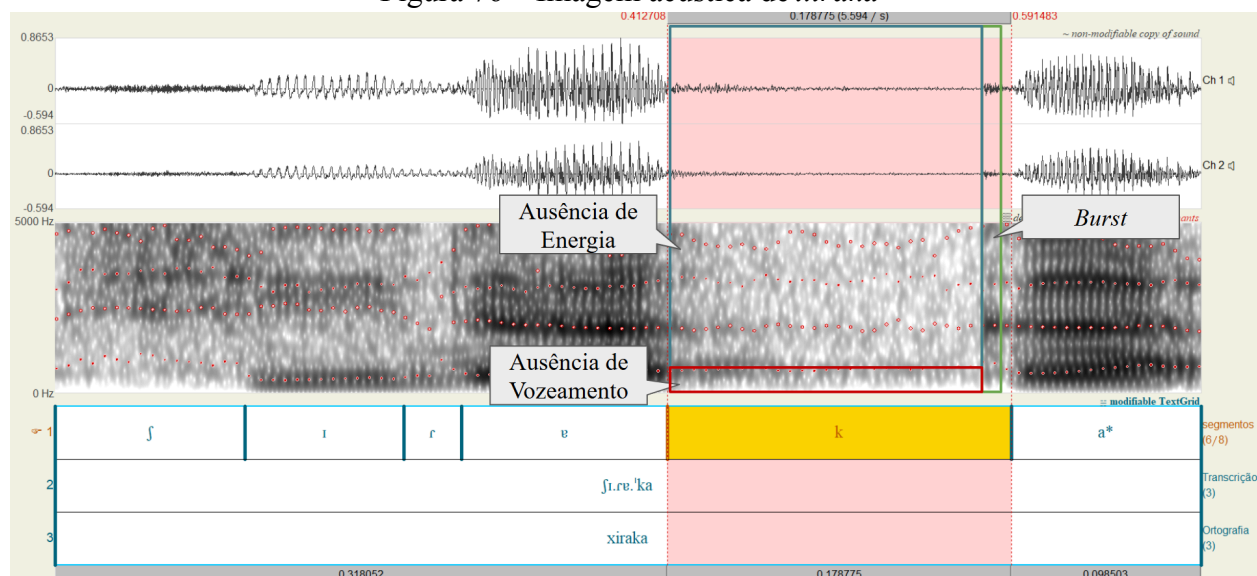 0.412708 0.178775 (5.594 / s) 0.591483
~ non-modifiable copy of sound
0.8653
0
-0.594
Ch 1
0.8653
0
-0.594
Ch 2
5000 Hz
Ausência de
Energia
Burst
Ausência de
Vozeamento
0 Hz
modifiable TextGrid
1 ʃ ɪ ɾ ɐ k a* segmentos
(6/8)
2 ʃɪ.ɾɐ.ˈka Transcrição
(3)
3 xiraka Ortografia
(3)
0.318052 0.178775 0.098503